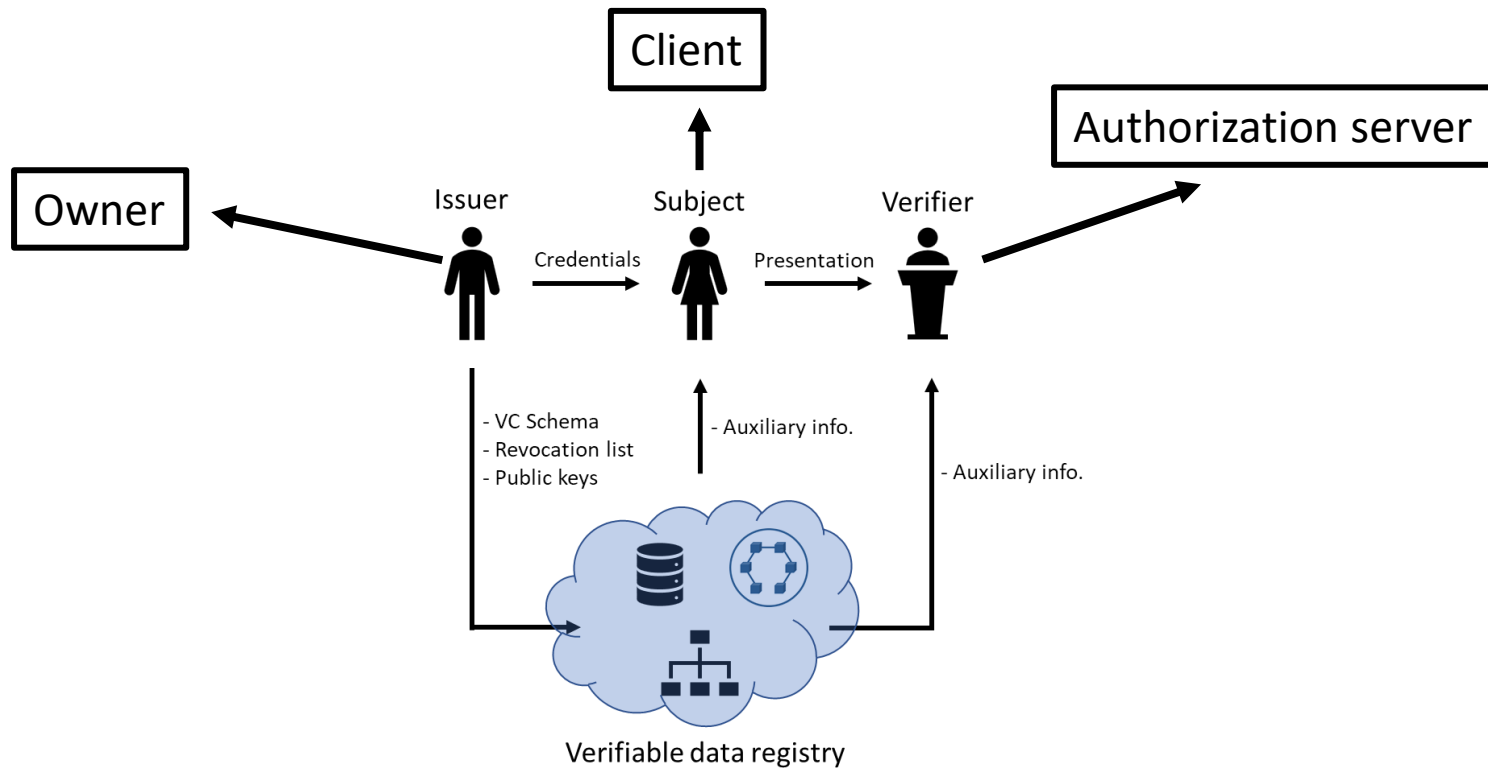 Client
Authorization server
Owner
Issuer
Subject
Verifier
Credentials
Presentation
- VC Schema
- Revocation list
- Public keys
- Auxiliary info.
- Auxiliary info.
Verifiable data registry